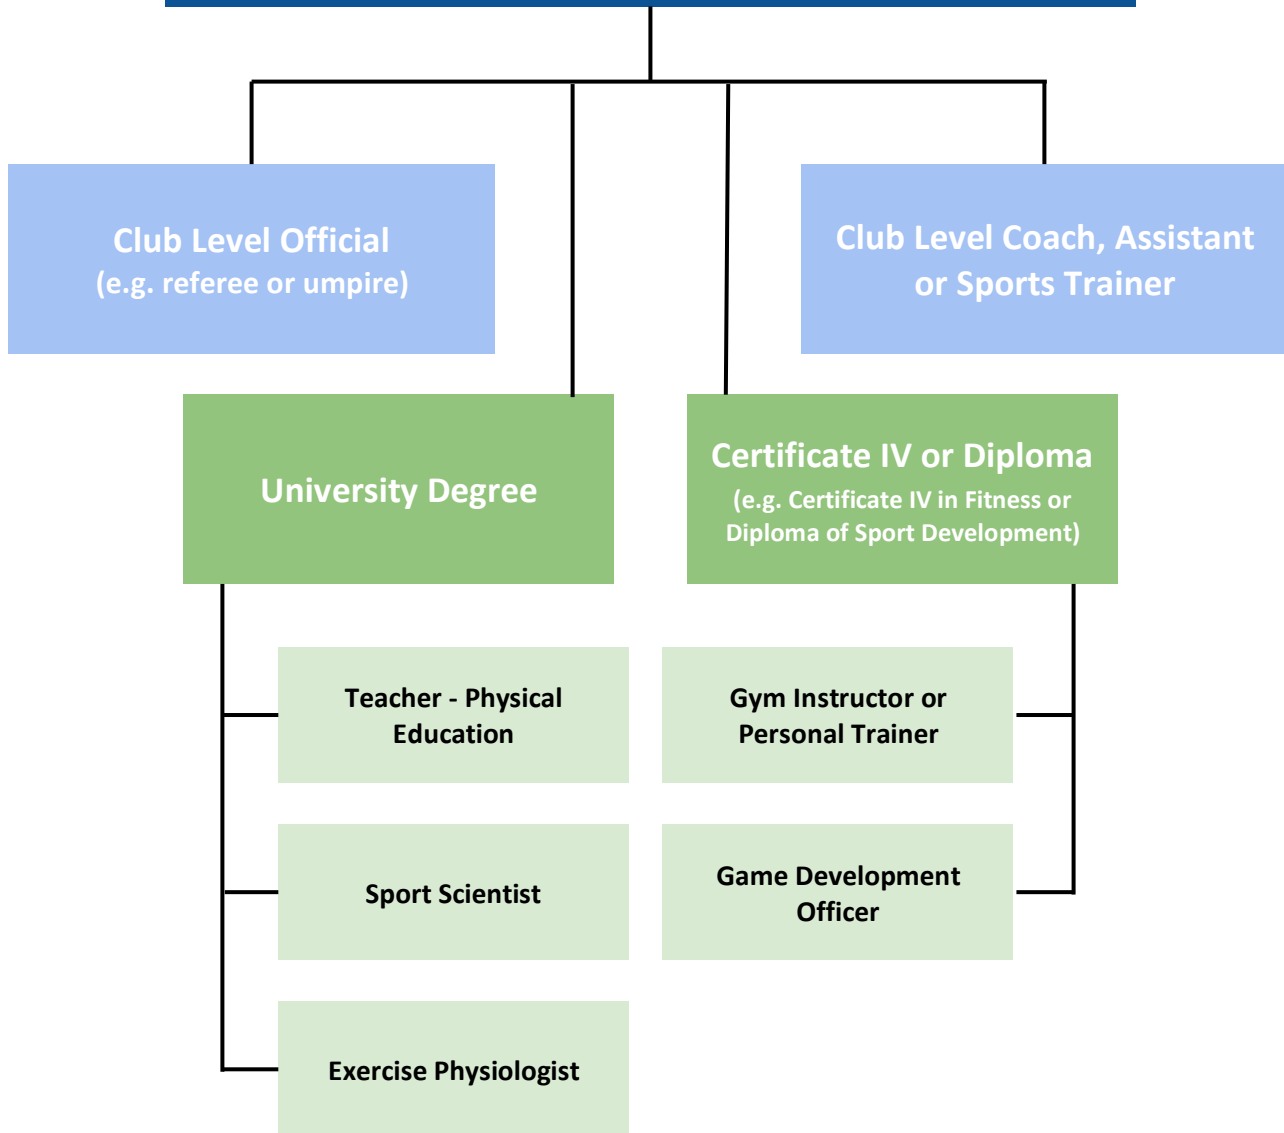 Club Level Official
(e.g. referee or umpire)
Club Level Coach, Assistant
or Sports Trainer
University Degree
Certificate IV or Diploma
(e.g. Certificate IV in Fitness or
Diploma of Sport Development)
Teacher - Physical
Education
Gym Instructor or
Personal Trainer
Sport Scientist
Game Development
Officer
Exercise Physiologist